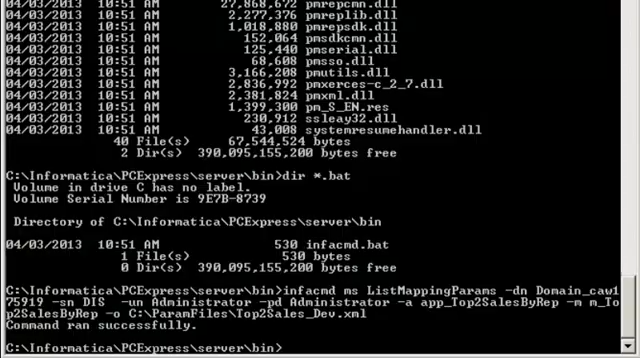 04/03/2013 10:51 AM 27,868,672 pmrepcmn.dll
04/03/2013 10:51 AM 2,277,376 pmreplib.dll
04/03/2013 10:51 AM 1,018,880 pmrepsdk.dll
04/03/2013 10:51 AM 152,064 pmsdkcmn.dll
04/03/2013 10:51 AM 125,440 pmserial.dll
04/03/2013 10:51 AM 68,608 pmsso.dll
04/03/2013 10:51 AM 3,166,208 pmutils.dll
04/03/2013 10:51 AM 2,836,992 pmxerces-c_2_7.dll
04/03/2013 10:51 AM 2,381,824 pmxml.dll
04/03/2013 10:51 AM 1,399,300 pm_S_EN.res
04/03/2013 10:51 AM 230,912 ssleay32.dll
04/03/2013 10:51 AM 43,008 systemresumehandler.dll
40 File(s) 67,544,524 bytes
2 Dir(s) 390,095,155,200 bytes free
C:\Informatica\PCExpress\server\bin>dir *.bat
Volume in drive C has no label.
Volume Serial Number is 9E7B-8739
Directory of C:\Informatica\PCExpress\server\bin
04/03/2013 10:51 AM 530 infacmd.bat
1 File(s) 530 bytes
0 Dir(s) 390,095,155,200 bytes free
C:\Informatica\PCExpress\server\bin>infacmd ms ListMappingParams -dn Domain_caw1
75919 -sn DIS -un Administrator -pd Administrator -a app_Top2SalesByRep -m m_To
p2SalesByRep -o C:\ParamFiles\Top2Sales_Dev.xml
Command ran successfully.
C:\Informatica\PCExpress\server\bin>